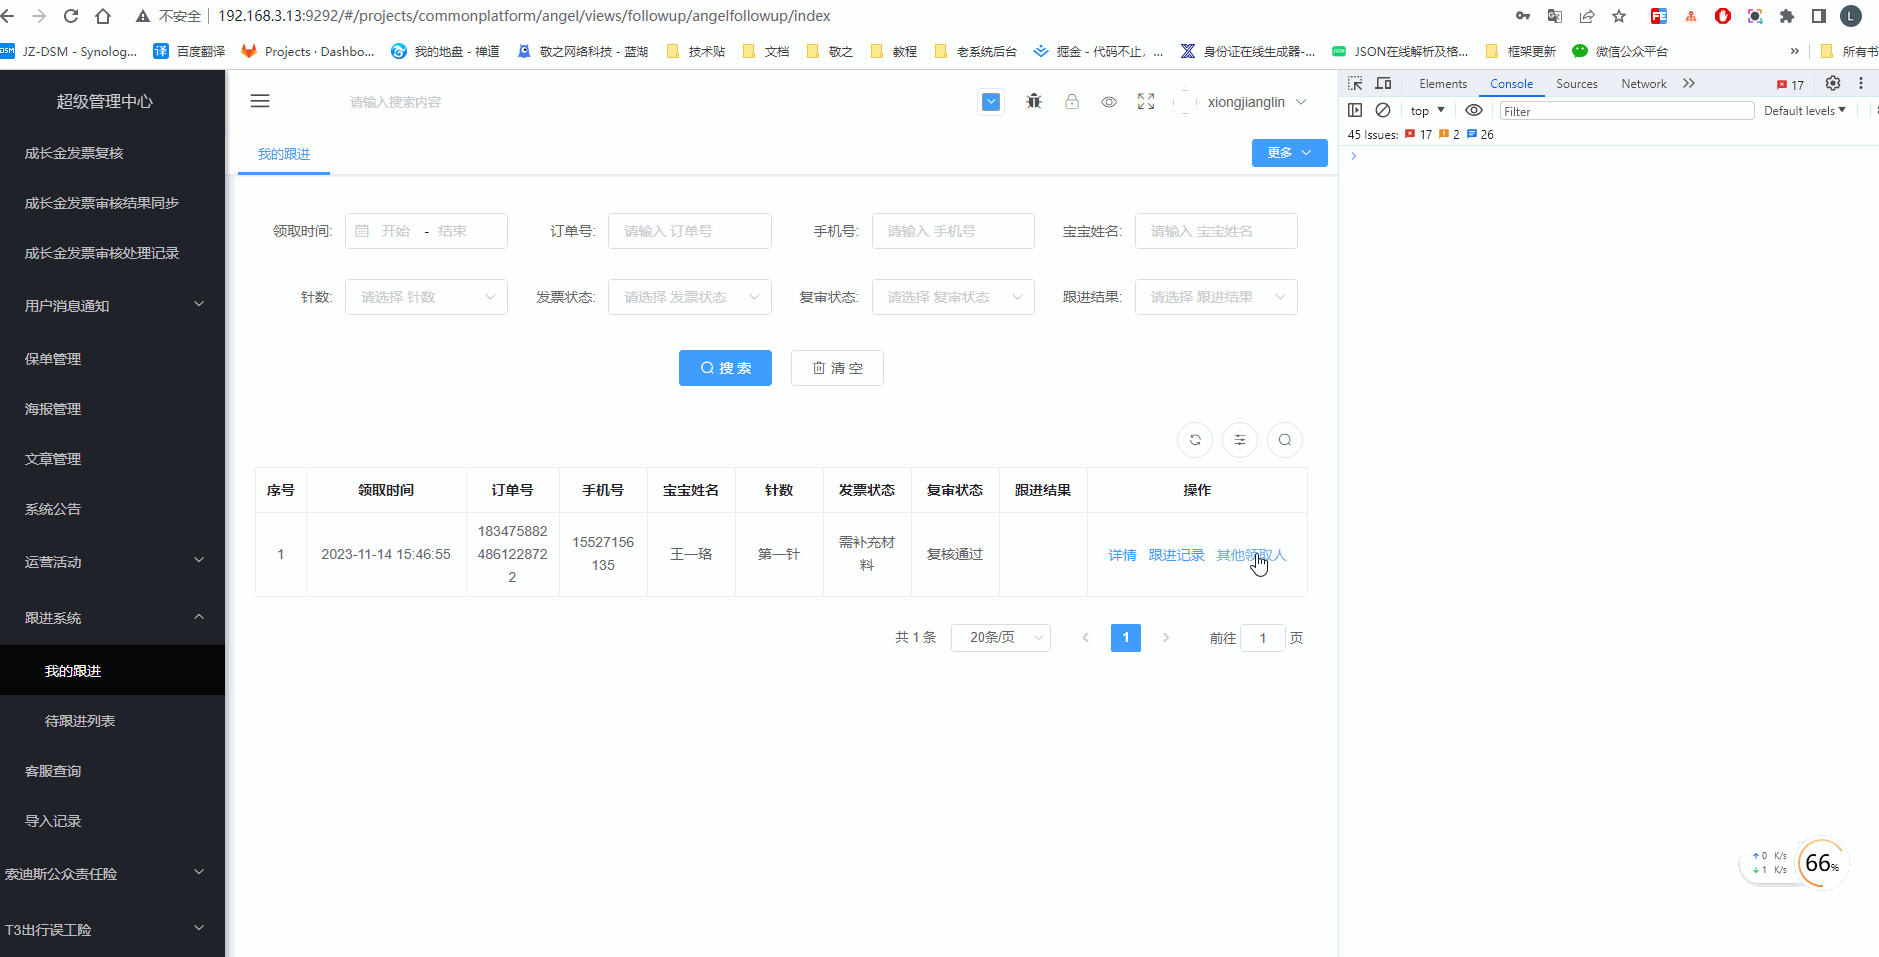 不安全 192.168.3.13:9292/#/projects/commonplatform/angel/views/followup/angelfollowup/index
JZ-DSM - Synolog... 百度翻译 Projects · Dashbo... 我的地盘 - 禅道 敬之网络科技 - 蓝湖 技术贴 文档 敬之 教程 老系统后台 掘金 - 代码不止，... 身份证在线生成器-... JSON在线解析及格... 框架更新 微信公众平台 » 所有书
超级管理中心
成长金发票复核
成长金发票审核结果同步
成长金发票审核处理记录
用户消息通知
保单管理
海报管理
文章管理
系统公告
运营活动
跟进系统
我的跟进
待跟进列表
客服查询
导入记录
索迪斯公众责任险
T3出行误工险
请输入搜索内容 xiongjianglin
我的跟进 更多
领取时间: 开始 - 结束 订单号: 请输入 订单号 手机号: 请输入 手机号 宝宝姓名: 请输入 宝宝姓名
针数: 请选择 针数 发票状态: 请选择 发票状态 复审状态: 请选择 复审状态 跟进结果: 请选择 跟进结果
搜 索 清 空
序号 领取时间 订单号 手机号 宝宝姓名 针数 发票状态 复审状态 跟进结果 操作
1 2023-11-14 15:46:55 183475882
486122872
2 15527156
135 王一珞 第一针 需补充材
料 复核通过 详情 跟进记录 其他领取人
共 1 条 20条/页 1 前往 1 页
Elements Console Sources Network 17
top Filter Default levels
45 Issues: 17 2 26
0 K/s
1 K/s
66%